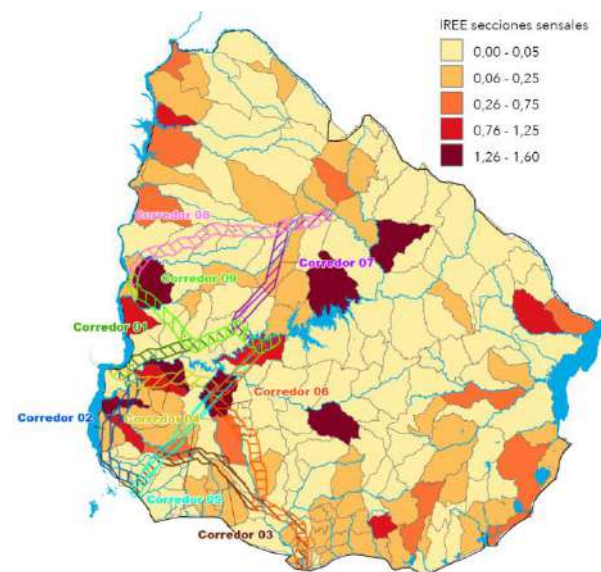 IREE secciones sensales
0,00 - 0,05
0,06 - 0,25
0,26 - 0,75
0,76 - 1,25
1,26 - 1,60
Corredor 08
Corredor 07
Corredor 09
Corredor 01
Corredor 06
Corredor 02
Corredor 04
Corredor 05
Corredor 03